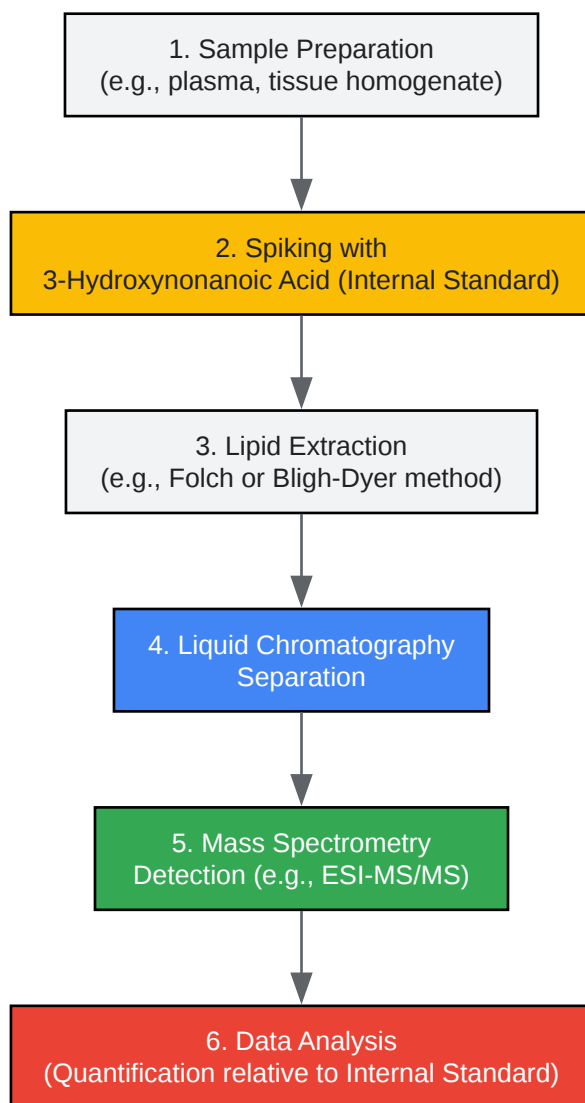 1. Sample Preparation
(e.g., plasma, tissue homogenate)
2. Spiking with
3-Hydroxynonanoic Acid (Internal Standard)
3. Lipid Extraction
(e.g., Folch or Bligh-Dyer method)
4. Liquid Chromatography
Separation
5. Mass Spectrometry
Detection (e.g., ESI-MS/MS)
6. Data Analysis
(Quantification relative to Internal Standard)